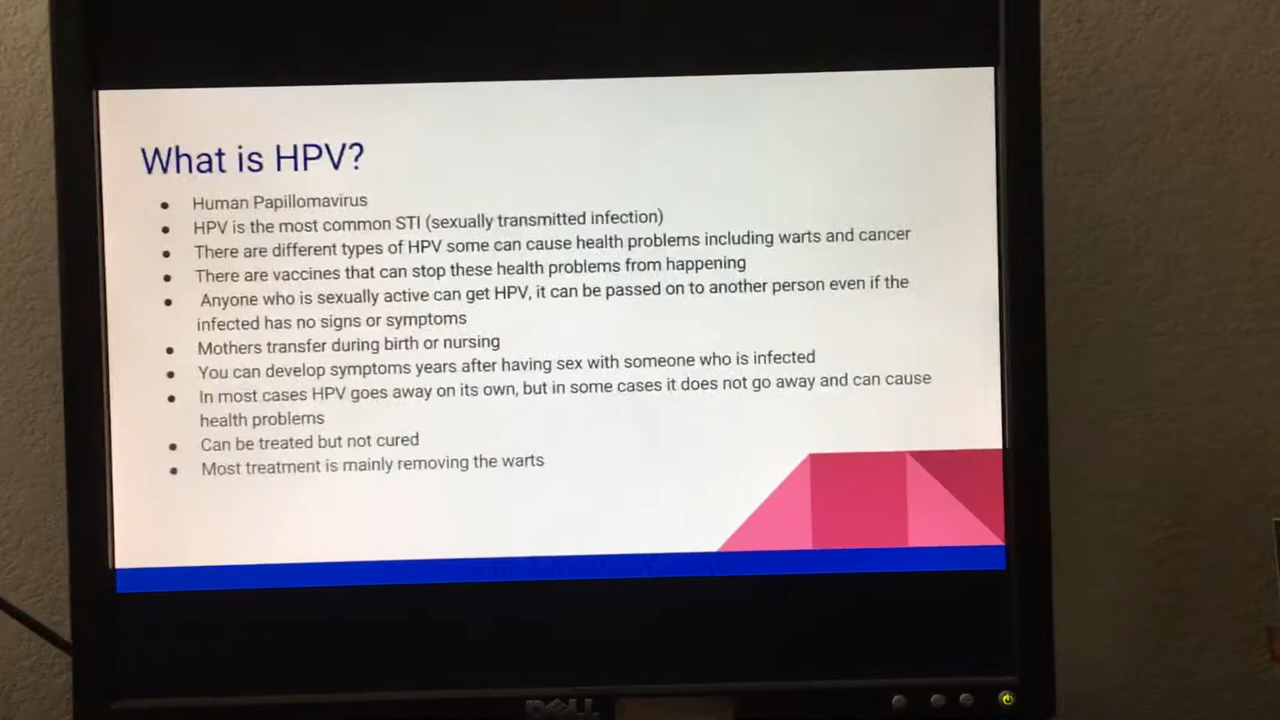 What is HPV?
● Human Papillomavirus
● HPV is the most common STI (sexually transmitted infection)
● There are different types of HPV some can cause health problems including warts and cancer
● There are vaccines that can stop these health problems from happening
● Anyone who is sexually active can get HPV, it can be passed on to another person even if the
infected has no signs or symptoms
● Mothers transfer during birth or nursing
● You can develop symptoms years after having sex with someone who is infected
● In most cases HPV goes away on its own, but in some cases it does not go away and can cause
health problems
● Can be treated but not cured
● Most treatment is mainly removing the warts
DELL